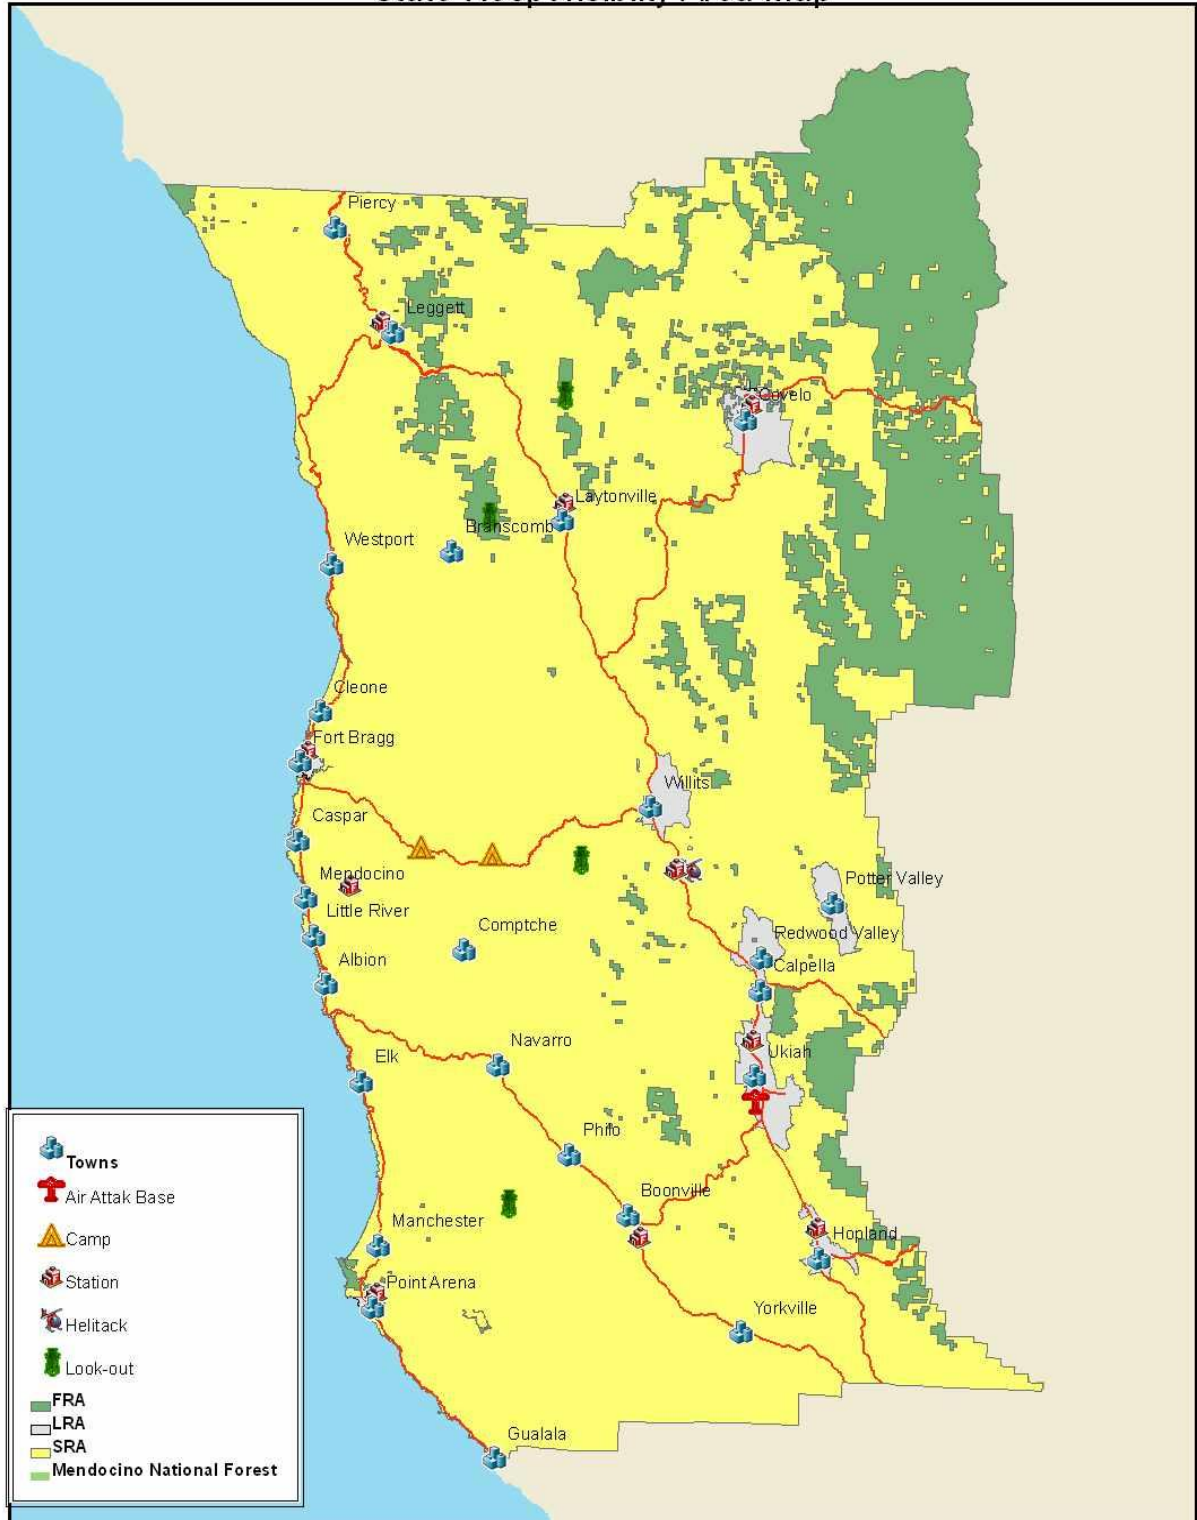 Piercy
Leggett
Covelo
Laytonville
Branscomb
Westport
Cleone
Fort Bragg
Willits
Caspar
Mendocino
Potter Valley
Little River
Comptche
Redwood Valley
Albion
Calpella
Navarro
Ukiah
Elk
Philo
Boonville
Manchester
Hopland
Point Arena
Yorkville
Gualala
Towns
Air Attak Base
Camp
Station
Helitack
Look-out
FRA
LRA
SRA
Mendocino National Forest